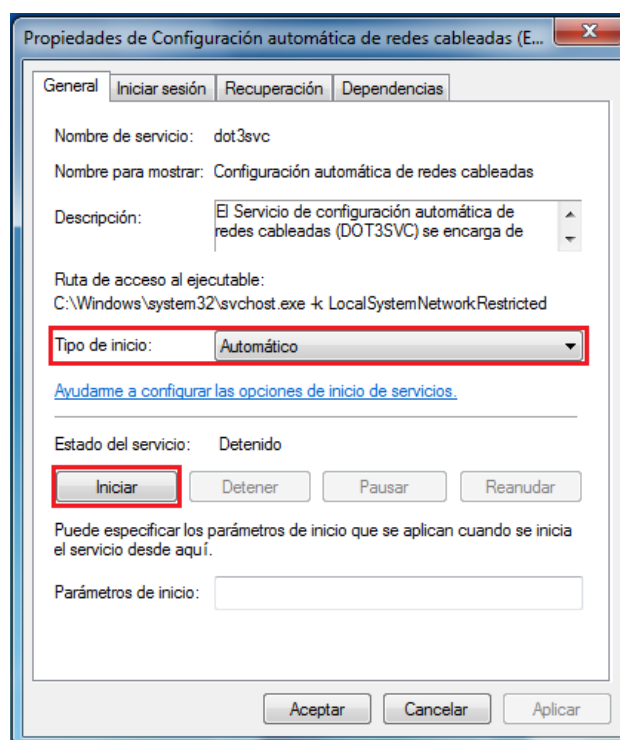 Propiedades de Configuración automática de redes cableadas (E...
General Iniciar sesión Recuperación Dependencias
Nombre de servicio: dot3svc
Nombre para mostrar: Configuración automática de redes cableadas
Descripción: El Servicio de configuración automática de
redes cableadas (DOT3SVC) se encarga de
Ruta de acceso al ejecutable:
C:\Windows\system32\svchost.exe -k LocalSystemNetworkRestricted
Tipo de inicio: Automático
Ayudarme a configurar las opciones de inicio de servicios.
Estado del servicio: Detenido
Iniciar Detener Pausar Reanudar
Puede especificar los parámetros de inicio que se aplican cuando se inicia
el servicio desde aquí.
Parámetros de inicio:
Aceptar Cancelar Aplicar